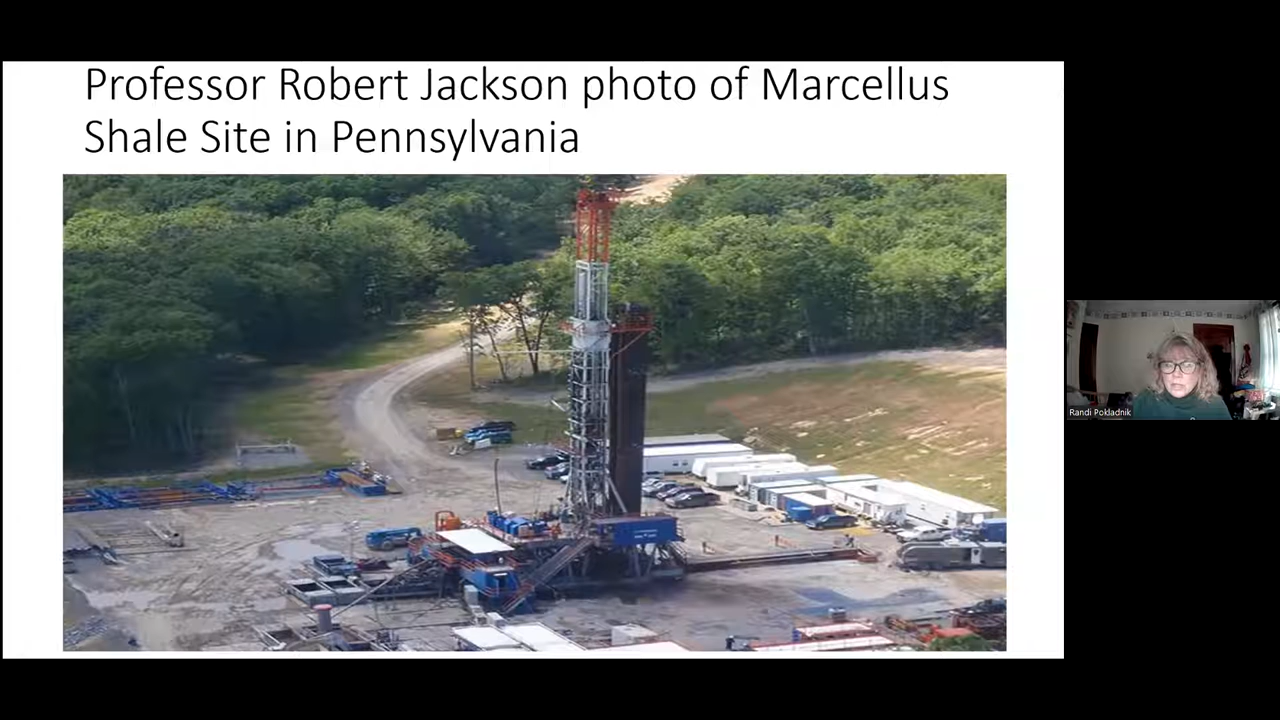 Professor Robert Jackson photo of Marcellus
Shale Site in Pennsylvania
Randi Pokladnik